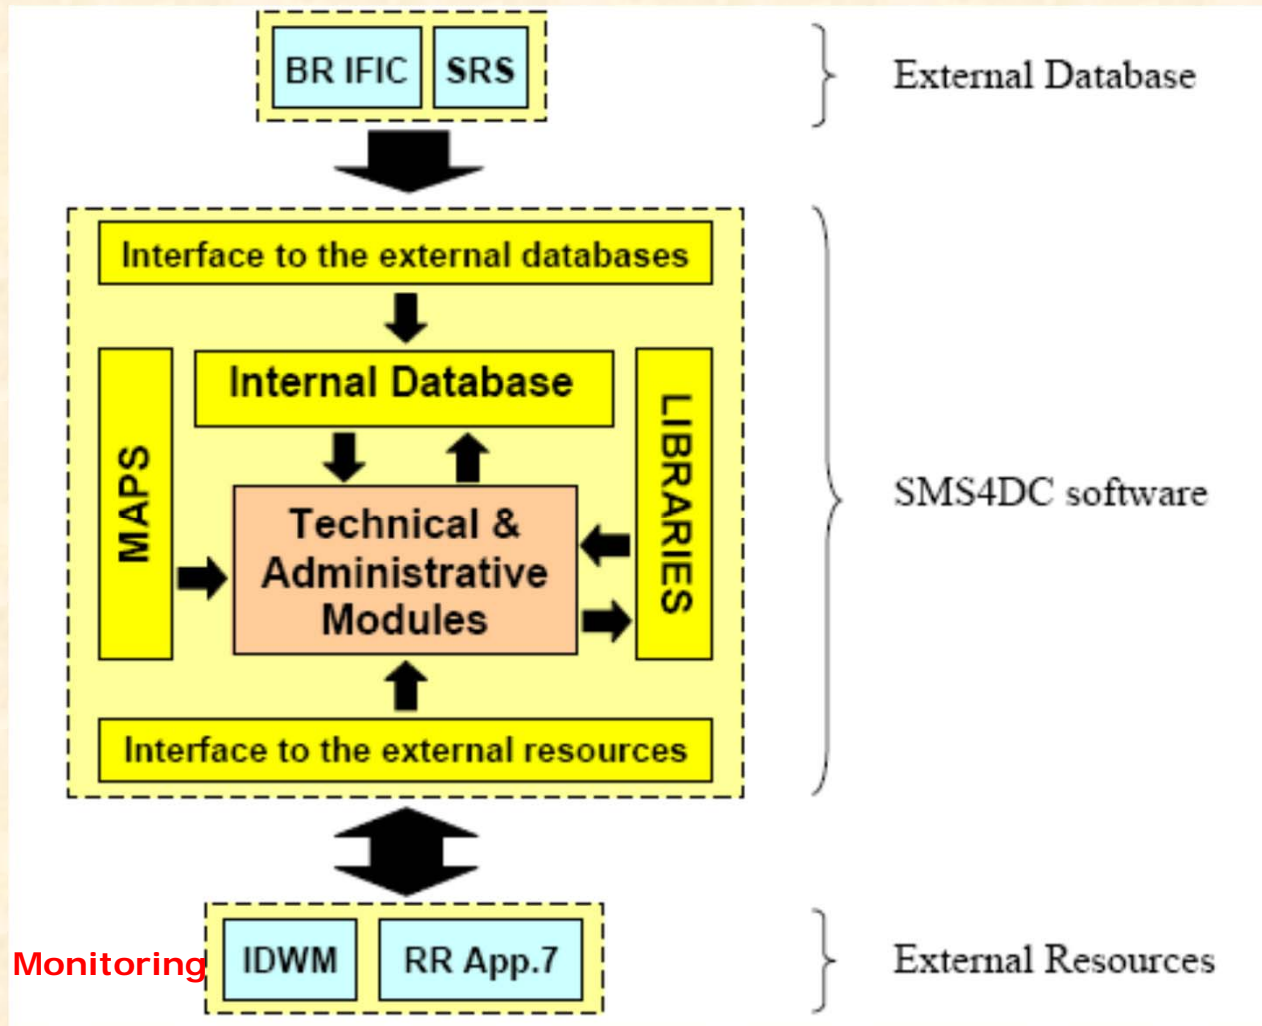 BR IFIC
SRS
External Database
Interface to the external databases
Internal Database
MAPS
LIBRARIES
Technical &
Administrative
Modules
SMS4DC software
Interface to the external resources
Monitoring
IDWM
RR App.7
External Resources